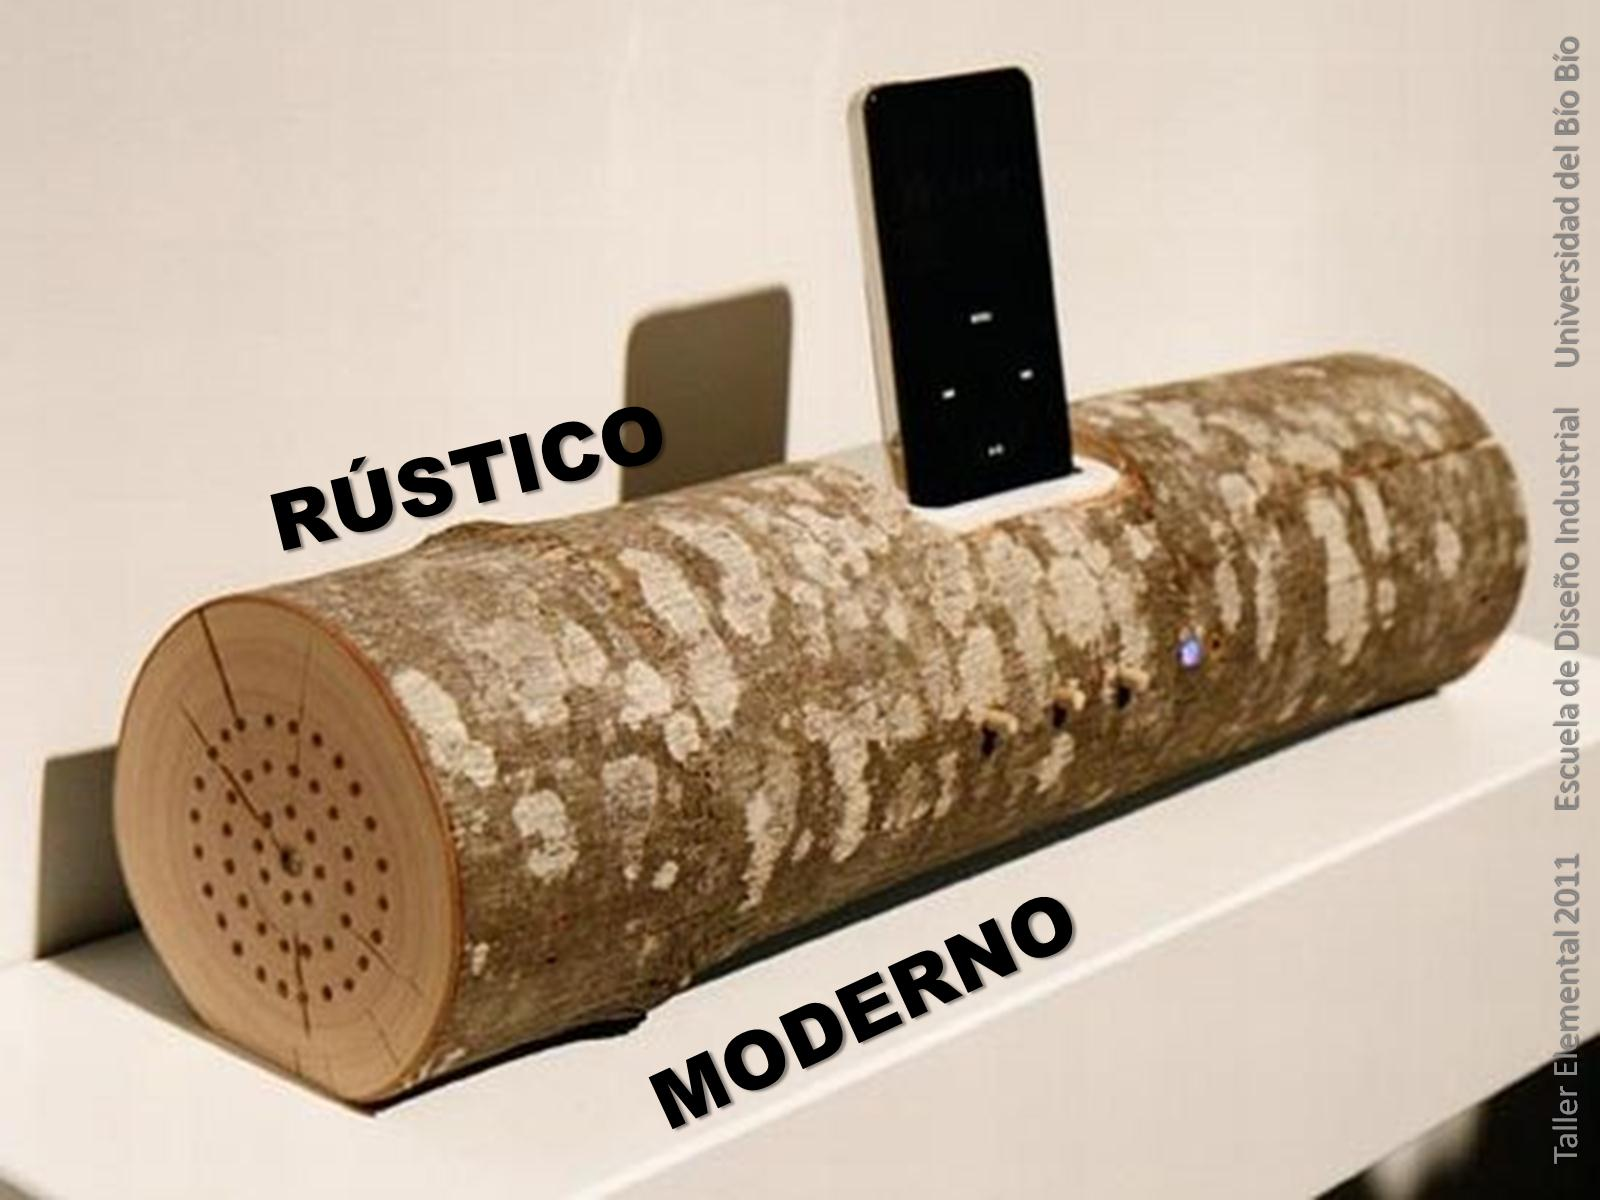 RÚSTICO
MODERNO
Taller Elemental 2011 Escuela de Diseño Industrial Universidad del Bío Bío